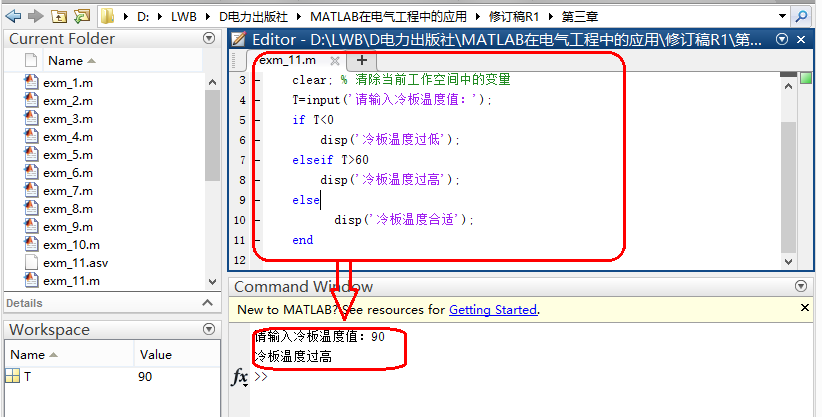 D: ▸ LWB ▸ D电力出版社 ▸ MATLAB在电气工程中的应用 ▸ 修订稿R1 ▸ 第三章
Current Folder
Name
exm_1.m
exm_2.m
exm_3.m
exm_4.m
exm_5.m
exm_6.m
exm_7.m
exm_8.m
exm_9.m
exm_10.m
exm_11.asv
exm_11.m
Details
Workspace
Name Value
T 90
Editor - D:\LWB\D电力出版社\MATLAB在电气工程中的应用\修订稿R1\第...
exm_11.m
3 – clear; % 清除当前工作空间中的变量
4 – T=input('请输入冷板温度值：');
5 – if T<0
6 – disp('冷板温度过低');
7 – elseif T>60
8 – disp('冷板温度过高');
9 – else
10 – disp('冷板温度合适');
11 – end
12
Command Window
New to MATLAB? See resources for Getting Started.
请输入冷板温度值：90
冷板温度过高
fx >>